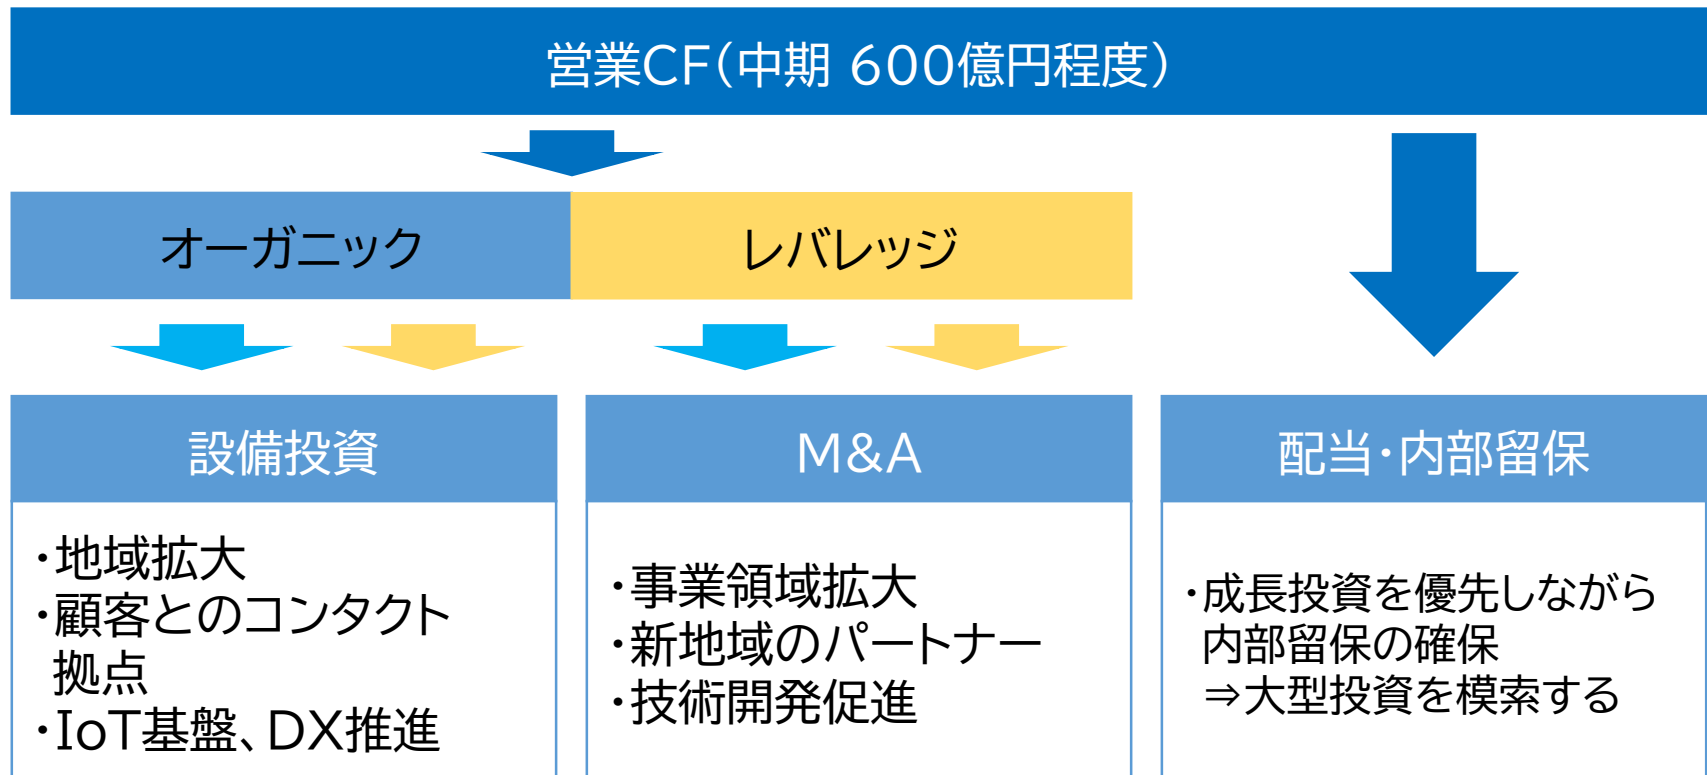 営業CF(中期 600億円程度)
オーガニック
レバレッジ
設備投資
・地域拡大
・顧客とのコンタクト
拠点
・IoT基盤、DX推進
M&A
・事業領域拡大
・新地域のパートナー
・技術開発促進
配当・内部留保
・成長投資を優先しながら
内部留保の確保
⇒大型投資を模索する